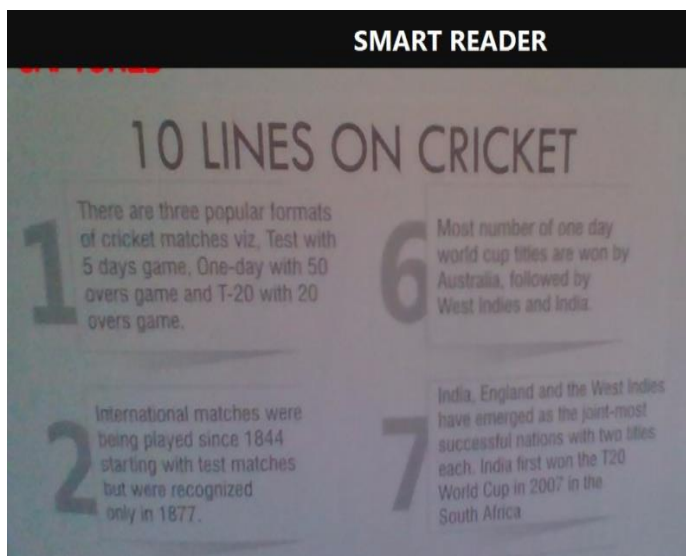 SMART READER
CAPTURED
10 LINES ON CRICKET
1
There are three popular formats
of cricket matches viz, Test with
5 days game, One-day with 50
overs game and T-20 with 20
overs game.
2
International matches were
being played since 1844
starting with test matches
but were recognized
only in 1877.
6
Most number of one day
world cup titles are won by
Australia, followed by
West Indies and India.
7
India, England and the West Indies
have emerged as the joint-most
successful nations with two titles
each. India first won the T20
World Cup in 2007 in the
South Africa